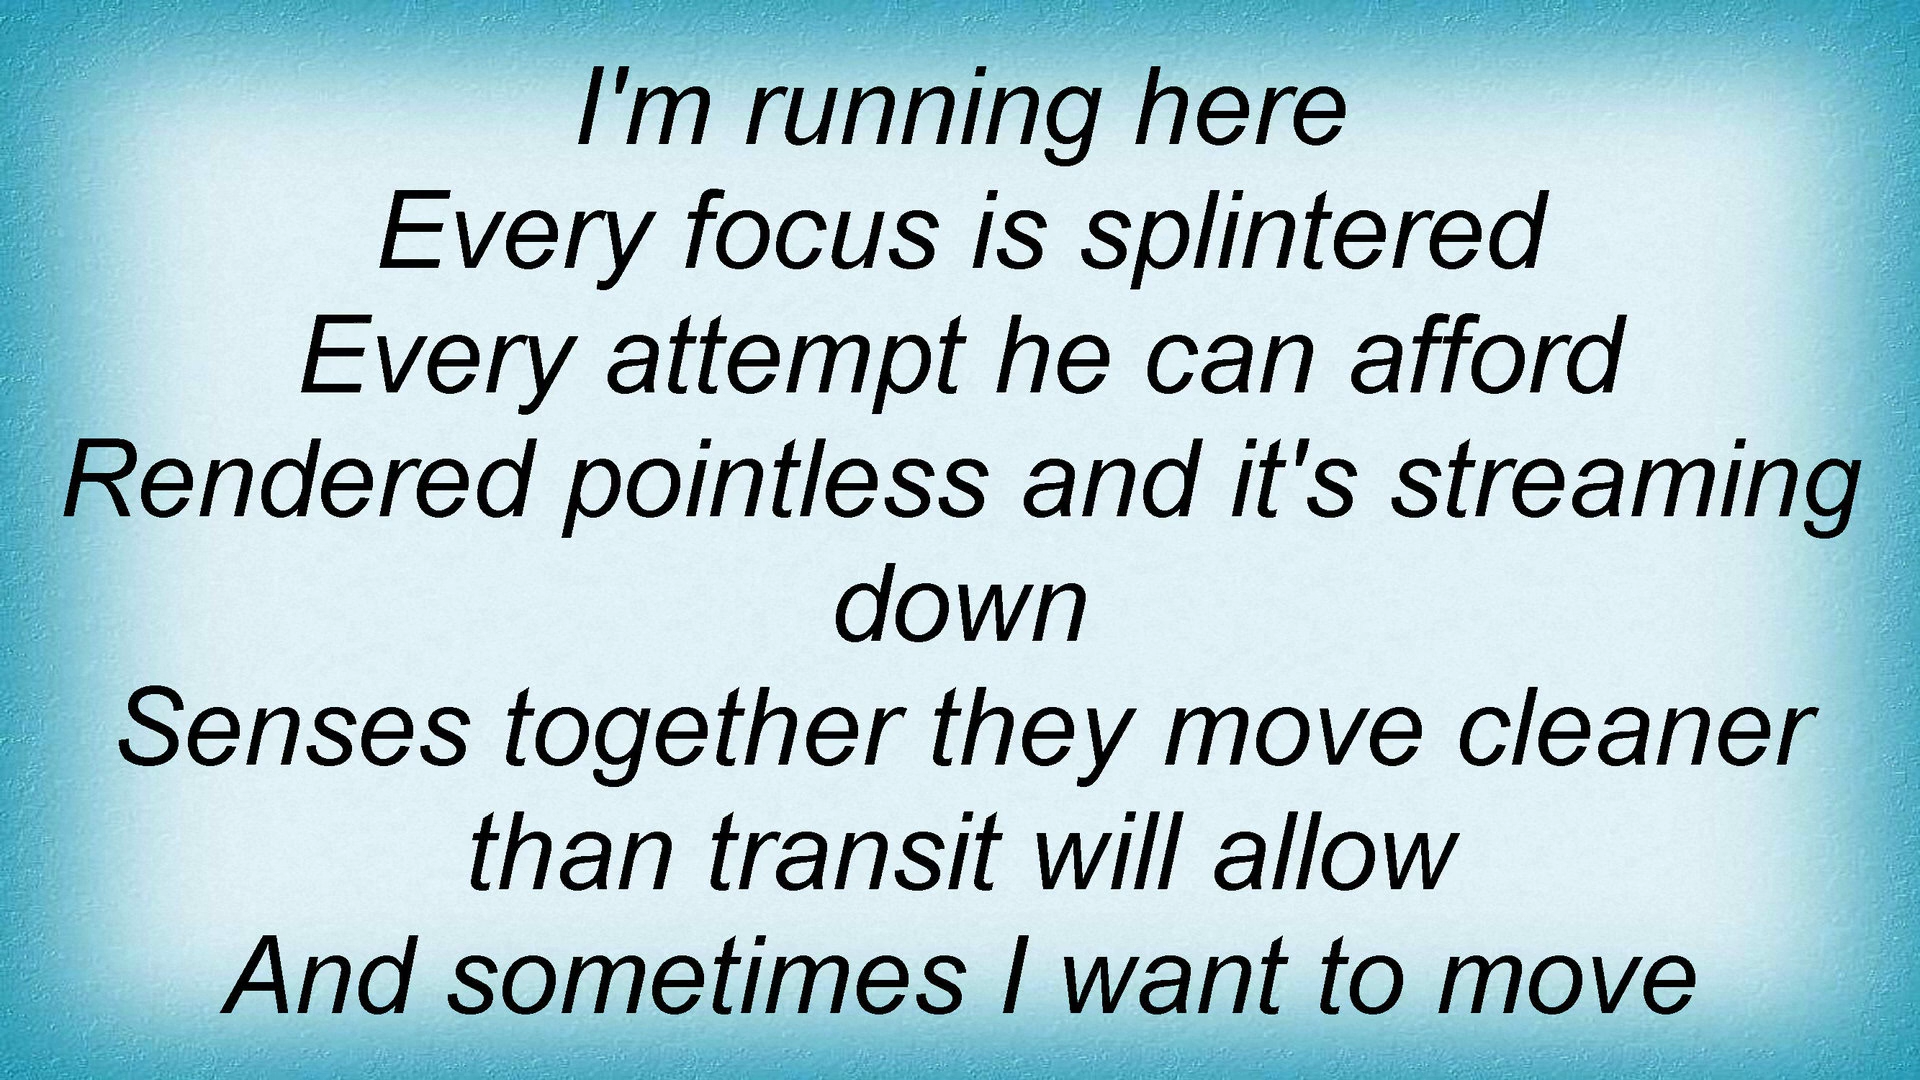 I'm running here
Every focus is splintered
Every attempt he can afford
Rendered pointless and it's streaming
down
Senses together they move cleaner
than transit will allow
And sometimes I want to move